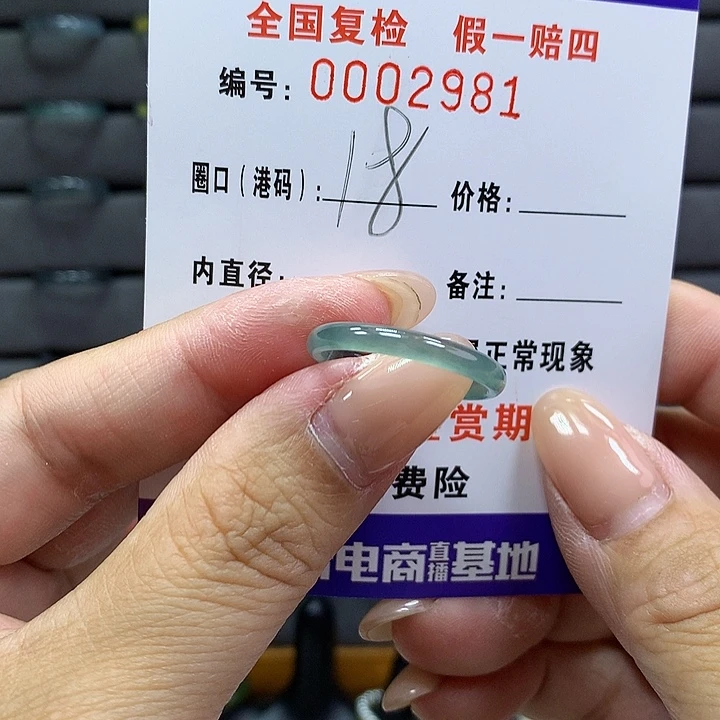 全国复检 假一赔四
编号: 0002981
圈口(港码): 18 价格:
内直径: 备注:
正常现象
赏期
费险
电商直播基地